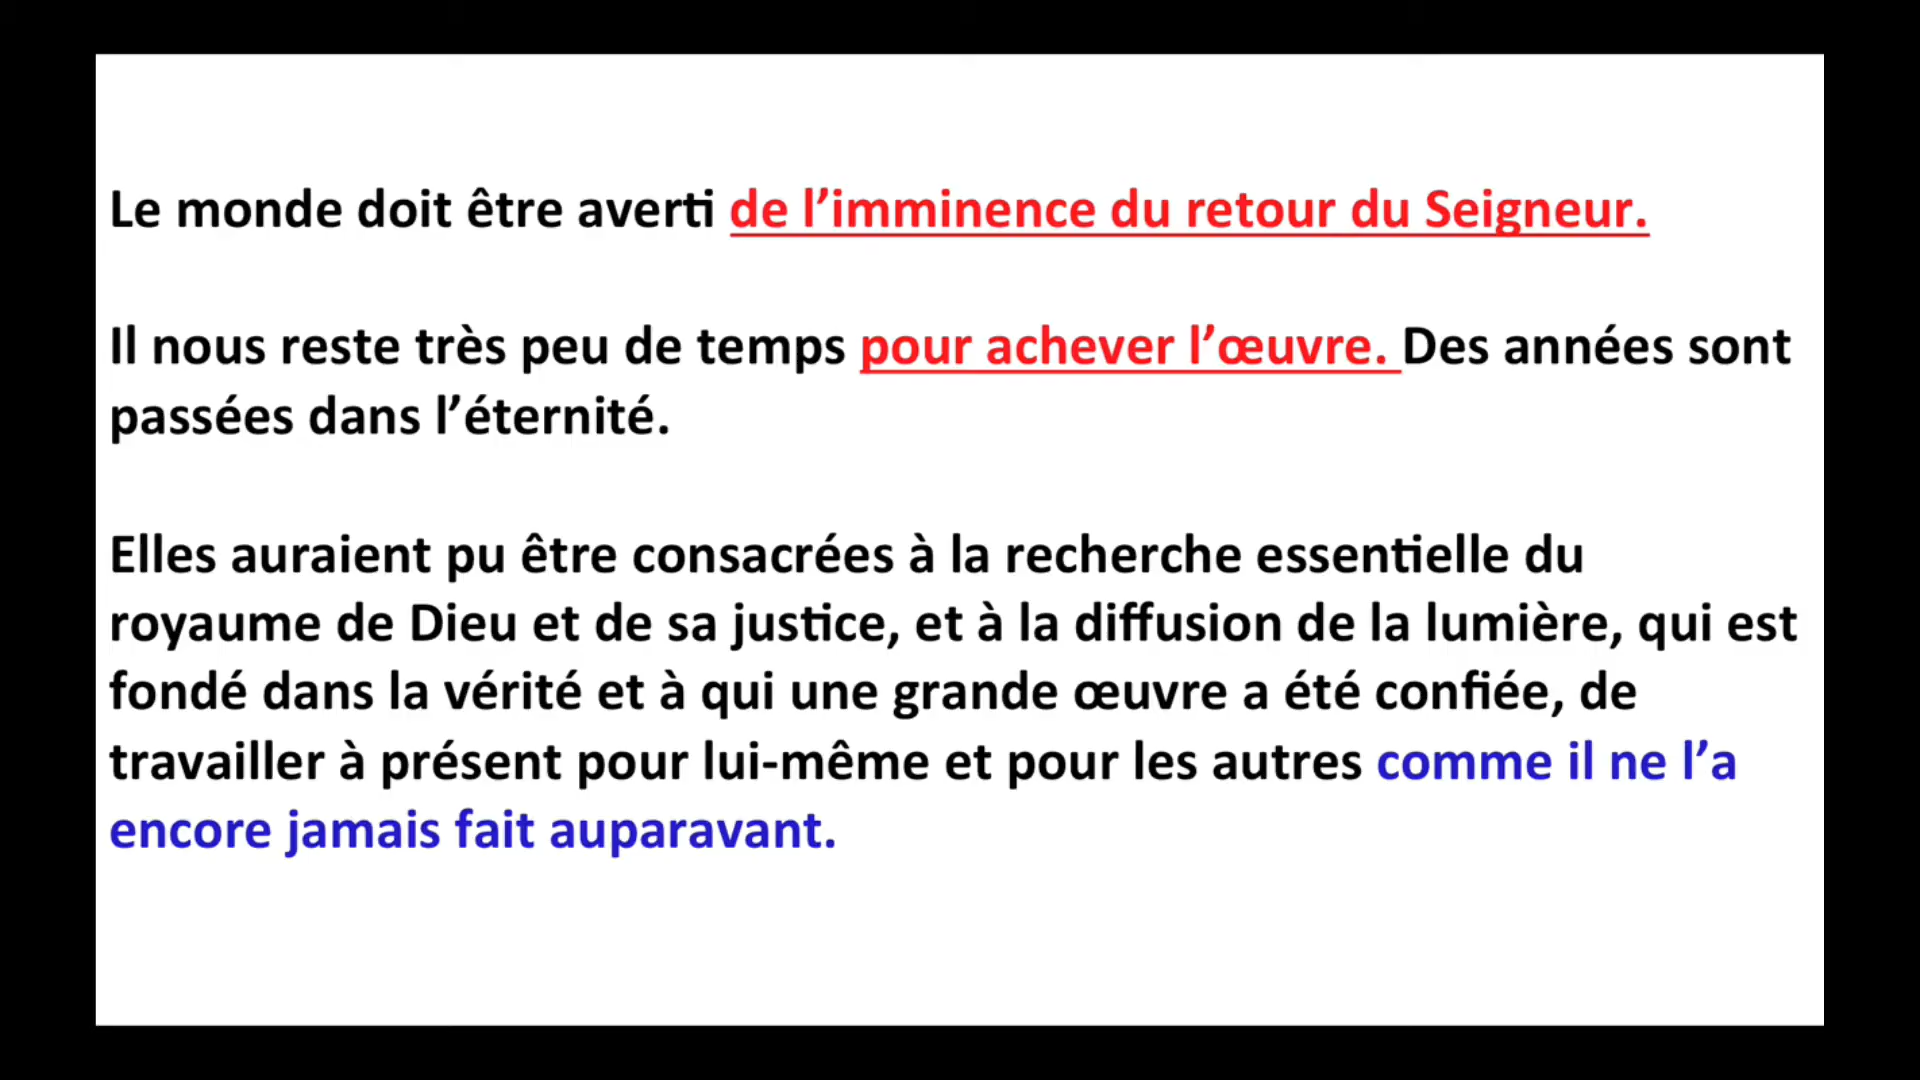 Le monde doit être averti de l’imminence du retour du Seigneur.
Il nous reste très peu de temps pour achever l’œuvre. Des années sont
passées dans l’éternité.
Elles auraient pu être consacrées à la recherche essentielle du
royaume de Dieu et de sa justice, et à la diffusion de la lumière, qui est
fondé dans la vérité et à qui une grande œuvre a été confiée, de
travailler à présent pour lui-même et pour les autres comme il ne l’a
encore jamais fait auparavant.